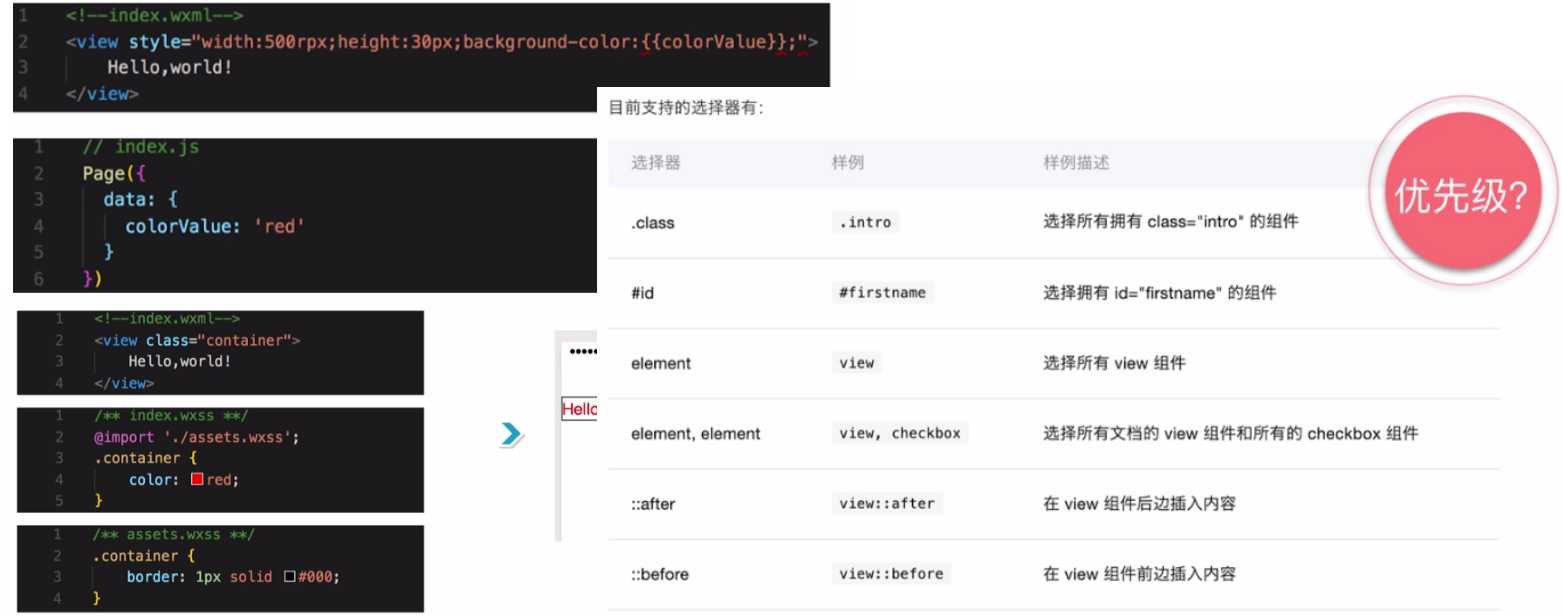 1 <!--index.wxml-->
2 <view style="width:500rpx;height:30px;background-color:{{colorValue}};">
3 Hello,world!
4 </view>
1 // index.js
2 Page({
3 data: {
4 colorValue: 'red'
5 }
6 })
1 <!--index.wxml-->
2 <view class="container">
3 Hello,world!
4 </view>
1 /** index.wxss **/
2 @import './assets.wxss';
3 .container {
4 color: red;
5 }
1 /** assets.wxss **/
2 .container {
3 border: 1px solid #000;
4 }
Hello
目前支持的选择器有：
选择器 样例 样例描述
.class .intro 选择所有拥有 class="intro" 的组件
#id #firstname 选择拥有 id="firstname" 的组件
element view 选择所有 view 组件
element, element view, checkbox 选择所有文档的 view 组件和所有的 checkbox 组件
::after view::after 在 view 组件后边插入内容
::before view::before 在 view 组件前边插入内容
优先级?